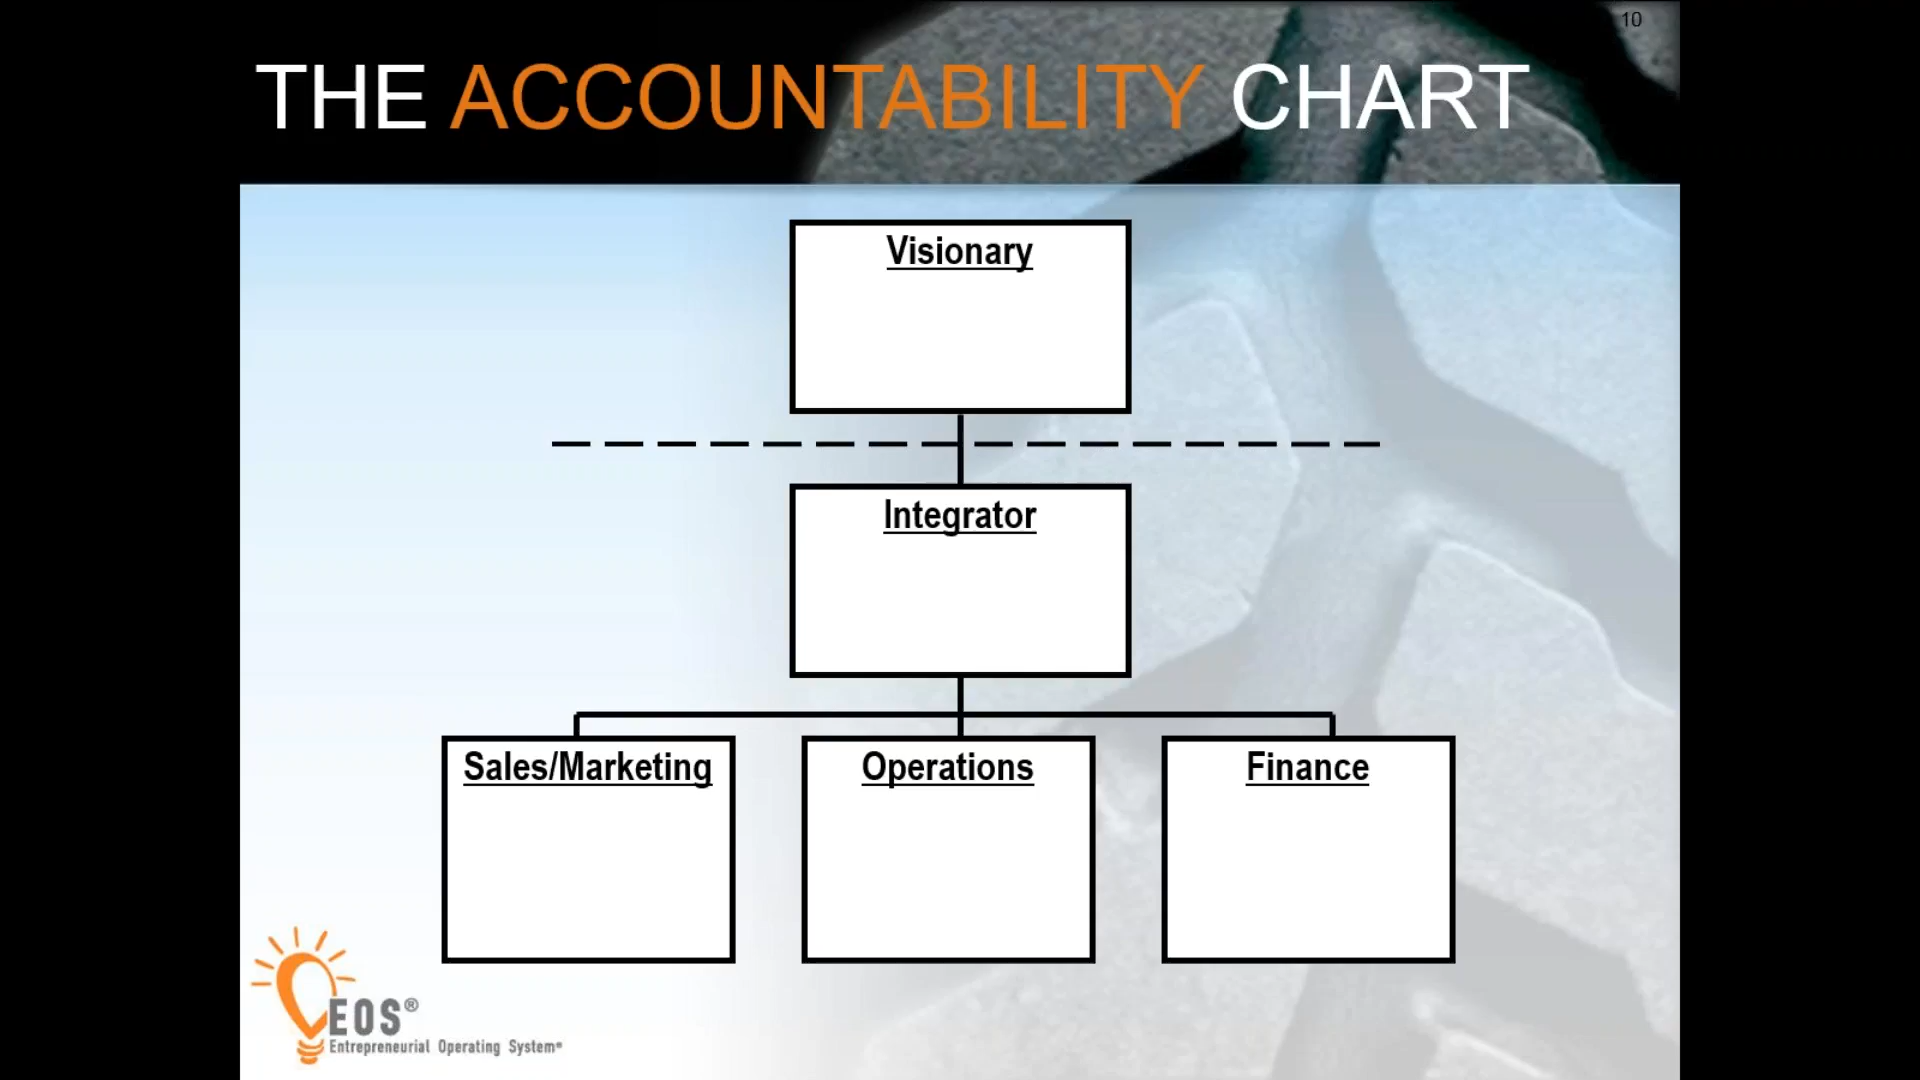 10
THE ACCOUNTABILITY CHART
Visionary
Integrator
Sales/Marketing
Operations
Finance
EOS®
Entrepreneurial Operating System®